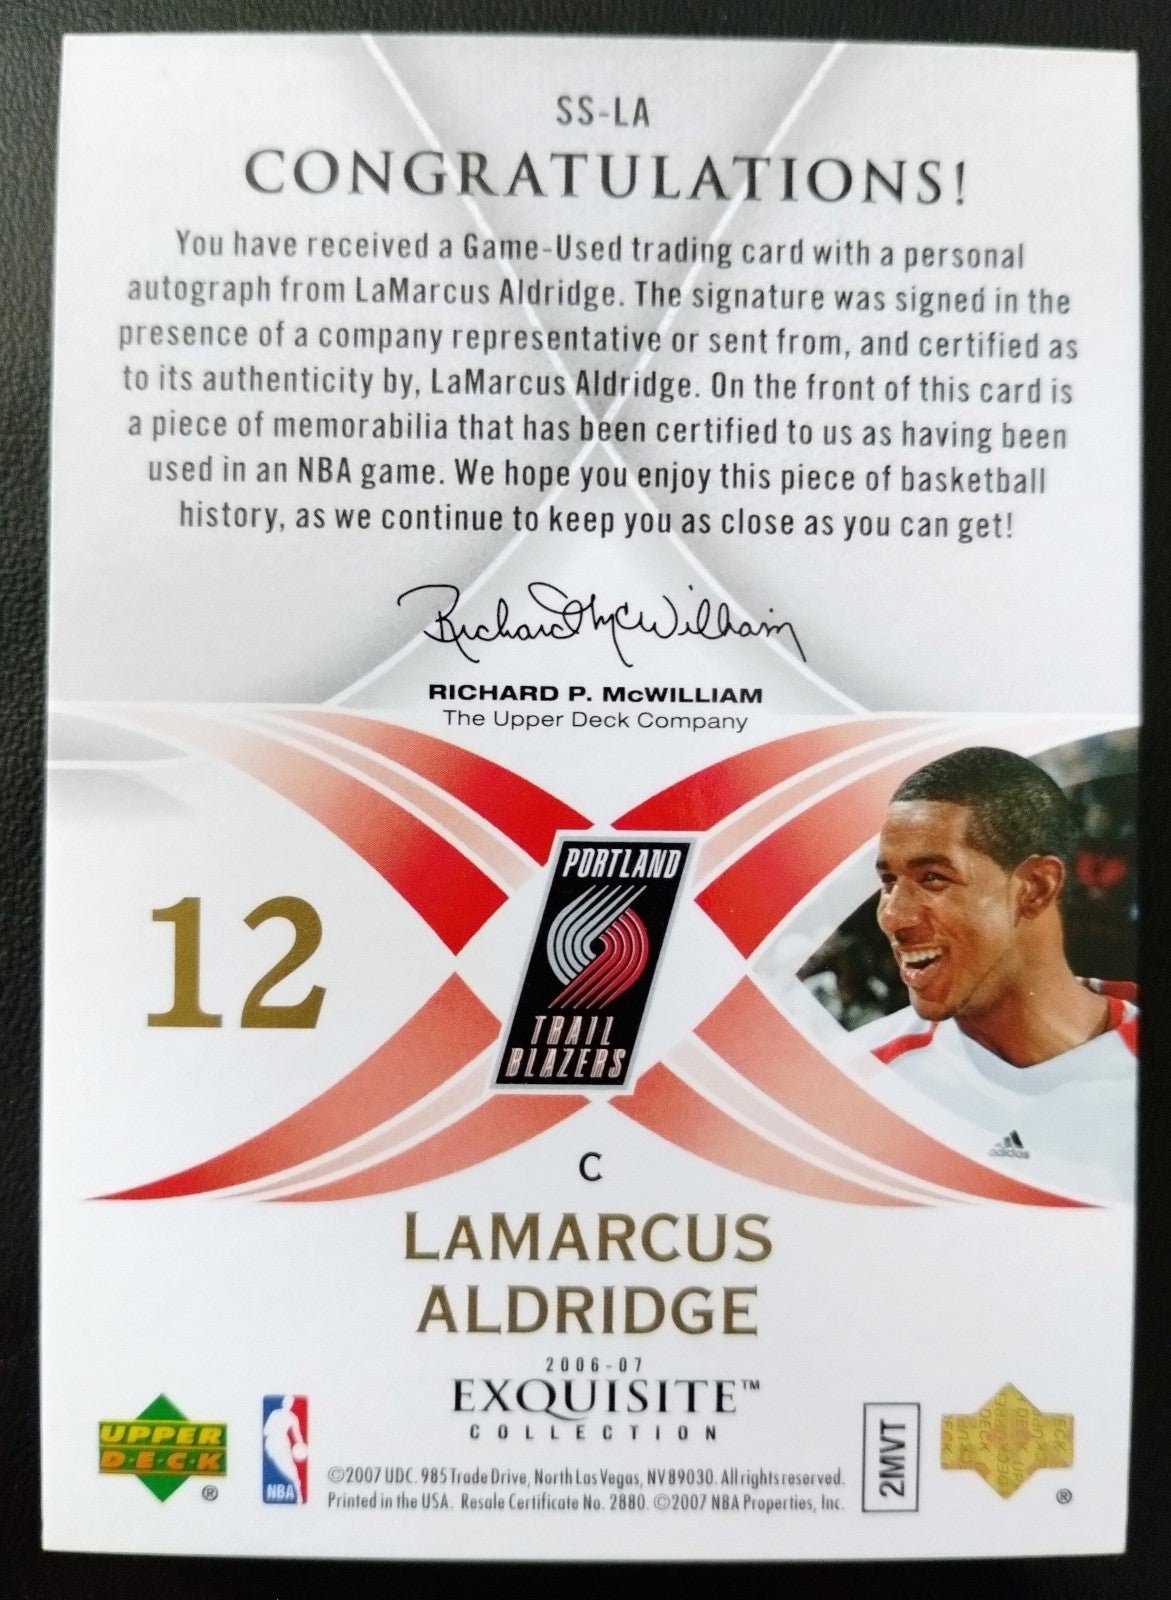 SS-LA
CONGRATULATIONS!
You have received a Game-Used trading card with a personal
autograph from LaMarcus Aldridge. The signature was signed in the
presence of a company representative or sent from, and certified as
to its authenticity by, LaMarcus Aldridge. On the front of this card is
a piece of memorabilia that has been certified to us as having been
used in an NBA game. We hope you enjoy this piece of basketball
history, as we continue to keep you as close as you can get!
Richard McWilliam
RICHARD P. McWILLIAM
The Upper Deck Company
12
PORTLAND
TRAIL
BLAZERS
adidas
C
LAMARCUS
ALDRIDGE
2006-07
EXQUISITE™
COLLECTION
UPPER
D·E·C·K
®
NBA
©2007 UDC. 985 Trade Drive, North Las Vegas, NV 89030. All rights reserved.
Printed in the USA. Resale Certificate No. 2880. ©2007 NBA Properties, Inc.
2MVT
®